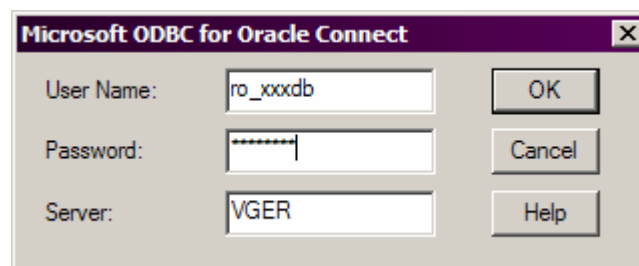 Microsoft ODBC for Oracle Connect
User Name: ro_xxxdb OK
Password: ******** Cancel
Server: VGER Help